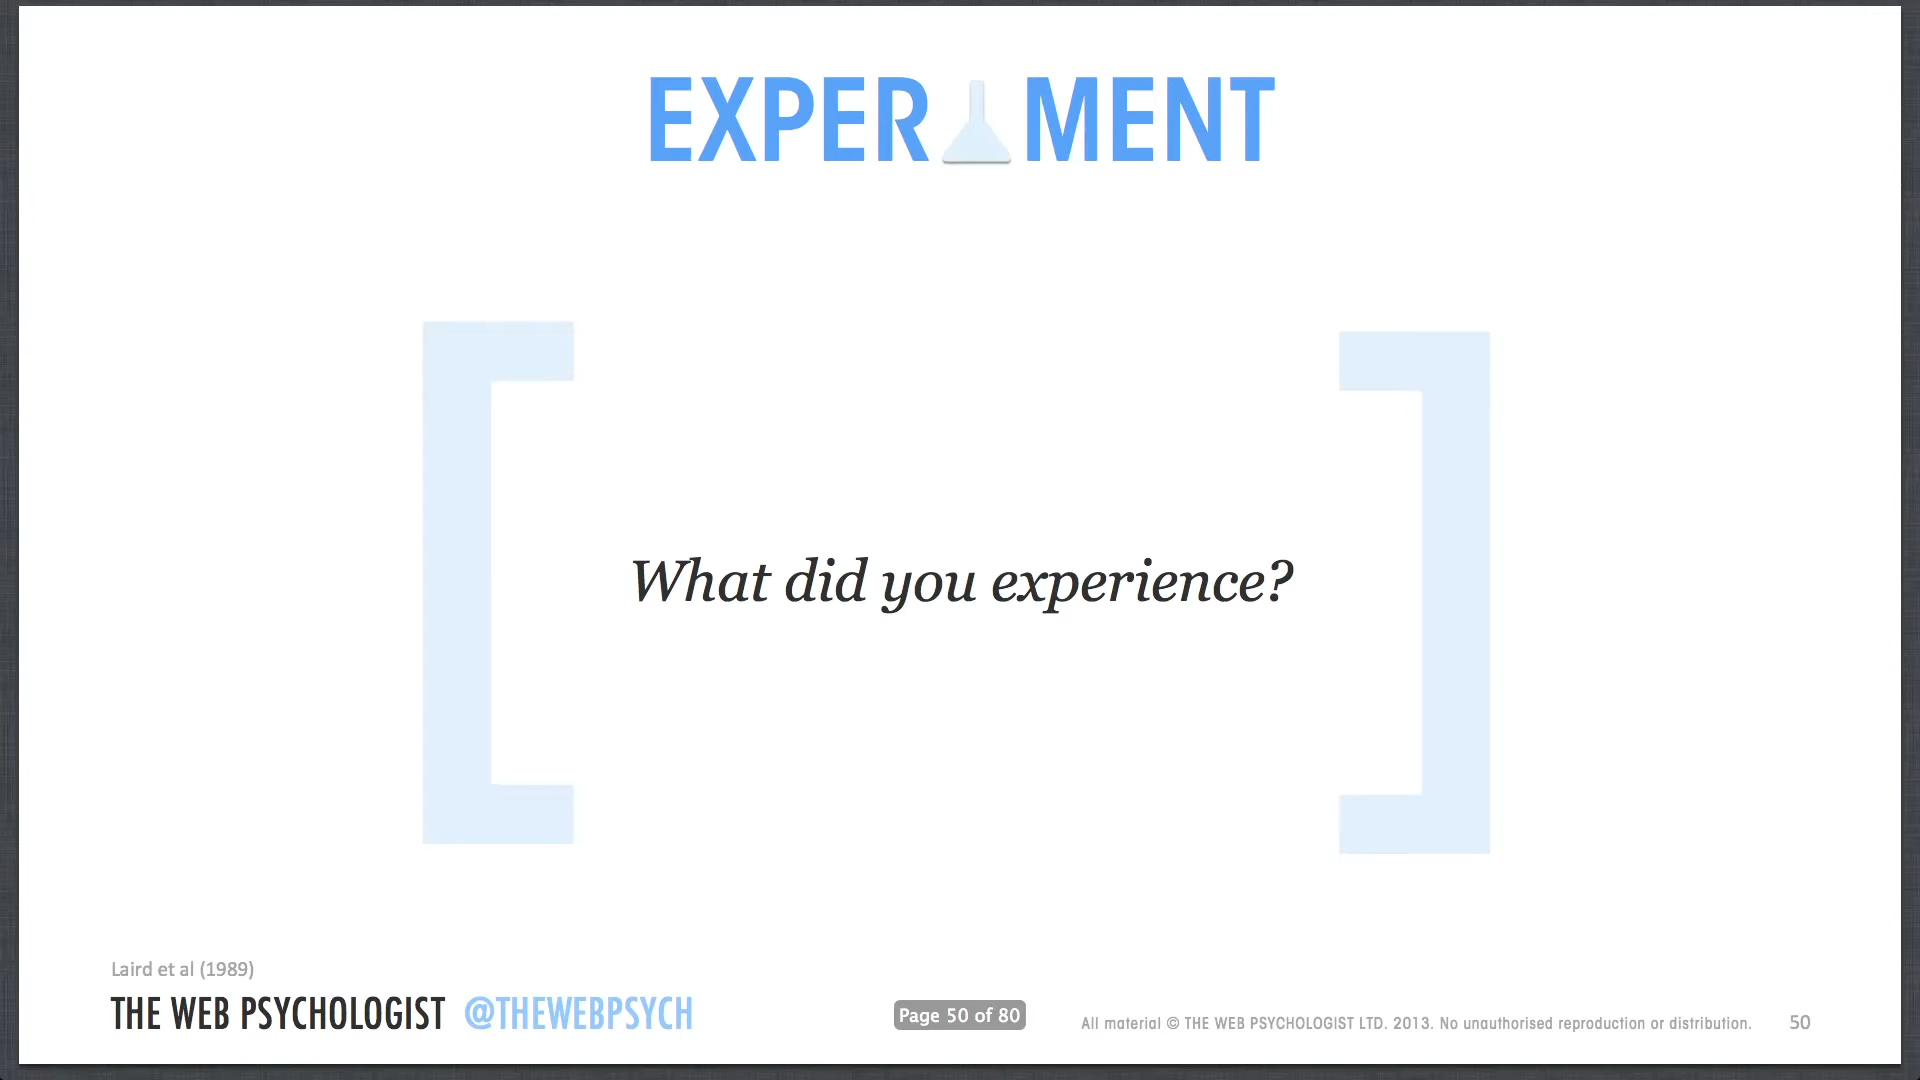 EXPERIMENT
What did you experience?
Laird et al (1989)
THE WEB PSYCHOLOGIST @THEWEBPSYCH
Page 50 of 80
All material © THE WEB PSYCHOLOGIST LTD. 2013. No unauthorised reproduction or distribution.
50